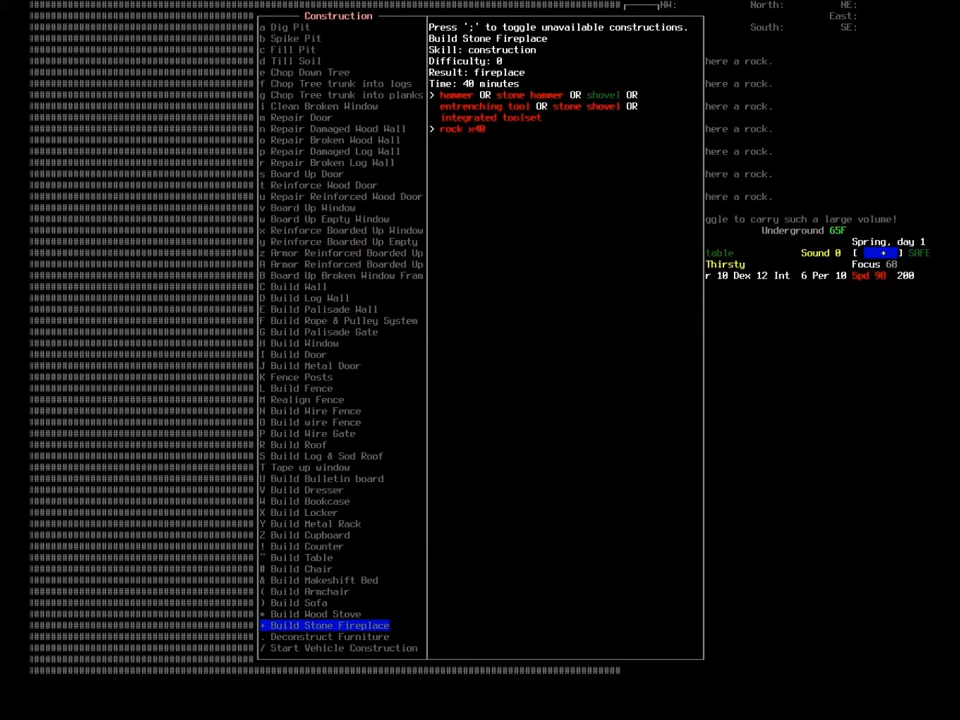 Construction
a Dig Pit
b Spike Pit
c Fill Pit
d Till Soil
e Chop Down Tree
f Chop Tree trunk into logs
g Chop Tree trunk into planks
i Clean Broken Window
m Repair Door
n Repair Damaged Wood Wall
o Repair Broken Wood Wall
p Repair Damaged Log Wall
r Repair Broken Log Wall
s Board Up Door
t Reinforce Wood Door
u Repair Reinforced Wood Door
v Board Up Window
w Board Up Empty Window
x Reinforce Boarded Up Window
y Reinforce Boarded Up Empty
z Armor Reinforced Boarded Up
A Armor Reinforced Boarded Up
B Board Up Broken Window Fram
C Build Wall
D Build Log Wall
E Build Palisade Wall
F Build Rope & Pulley System
G Build Palisade Gate
H Build Window
I Build Door
J Build Metal Door
K Fence Posts
L Build Fence
M Realign Fence
N Build Wire Fence
O Build wire Fence
P Build Wire Gate
R Build Roof
S Build Log & Sod Roof
T Tape up window
U Build Bulletin board
V Build Dresser
W Build Bookcase
X Build Locker
Y Build Metal Rack
Z Build Cupboard
! Build Counter
" Build Table
# Build Chair
& Build Makeshift Bed
( Build Armchair
) Build Sofa
* Build Wood Stove
+ Build Stone Fireplace
. Deconstruct Furniture
/ Start Vehicle Construction
Press ';' to toggle unavailable constructions.
Build Stone Fireplace
Skill: construction
Difficulty: 0
Result: fireplace
Time: 40 minutes
> hammer OR stone hammer OR shovel OR
entrenching tool OR stone shovel OR
integrated toolset
> rock x40
NW: North: NE:
East:
South: SE:
here a rock.
here a rock.
here a rock.
here a rock.
here a rock.
here a rock.
here a rock.
ggle to carry such a large volume!
Underground 65F
Spring, day 1
table Sound 0 [ + ] SAFE
Thirsty Focus 68
r 10 Dex 12 Int 6 Per 10 Spd 98 200